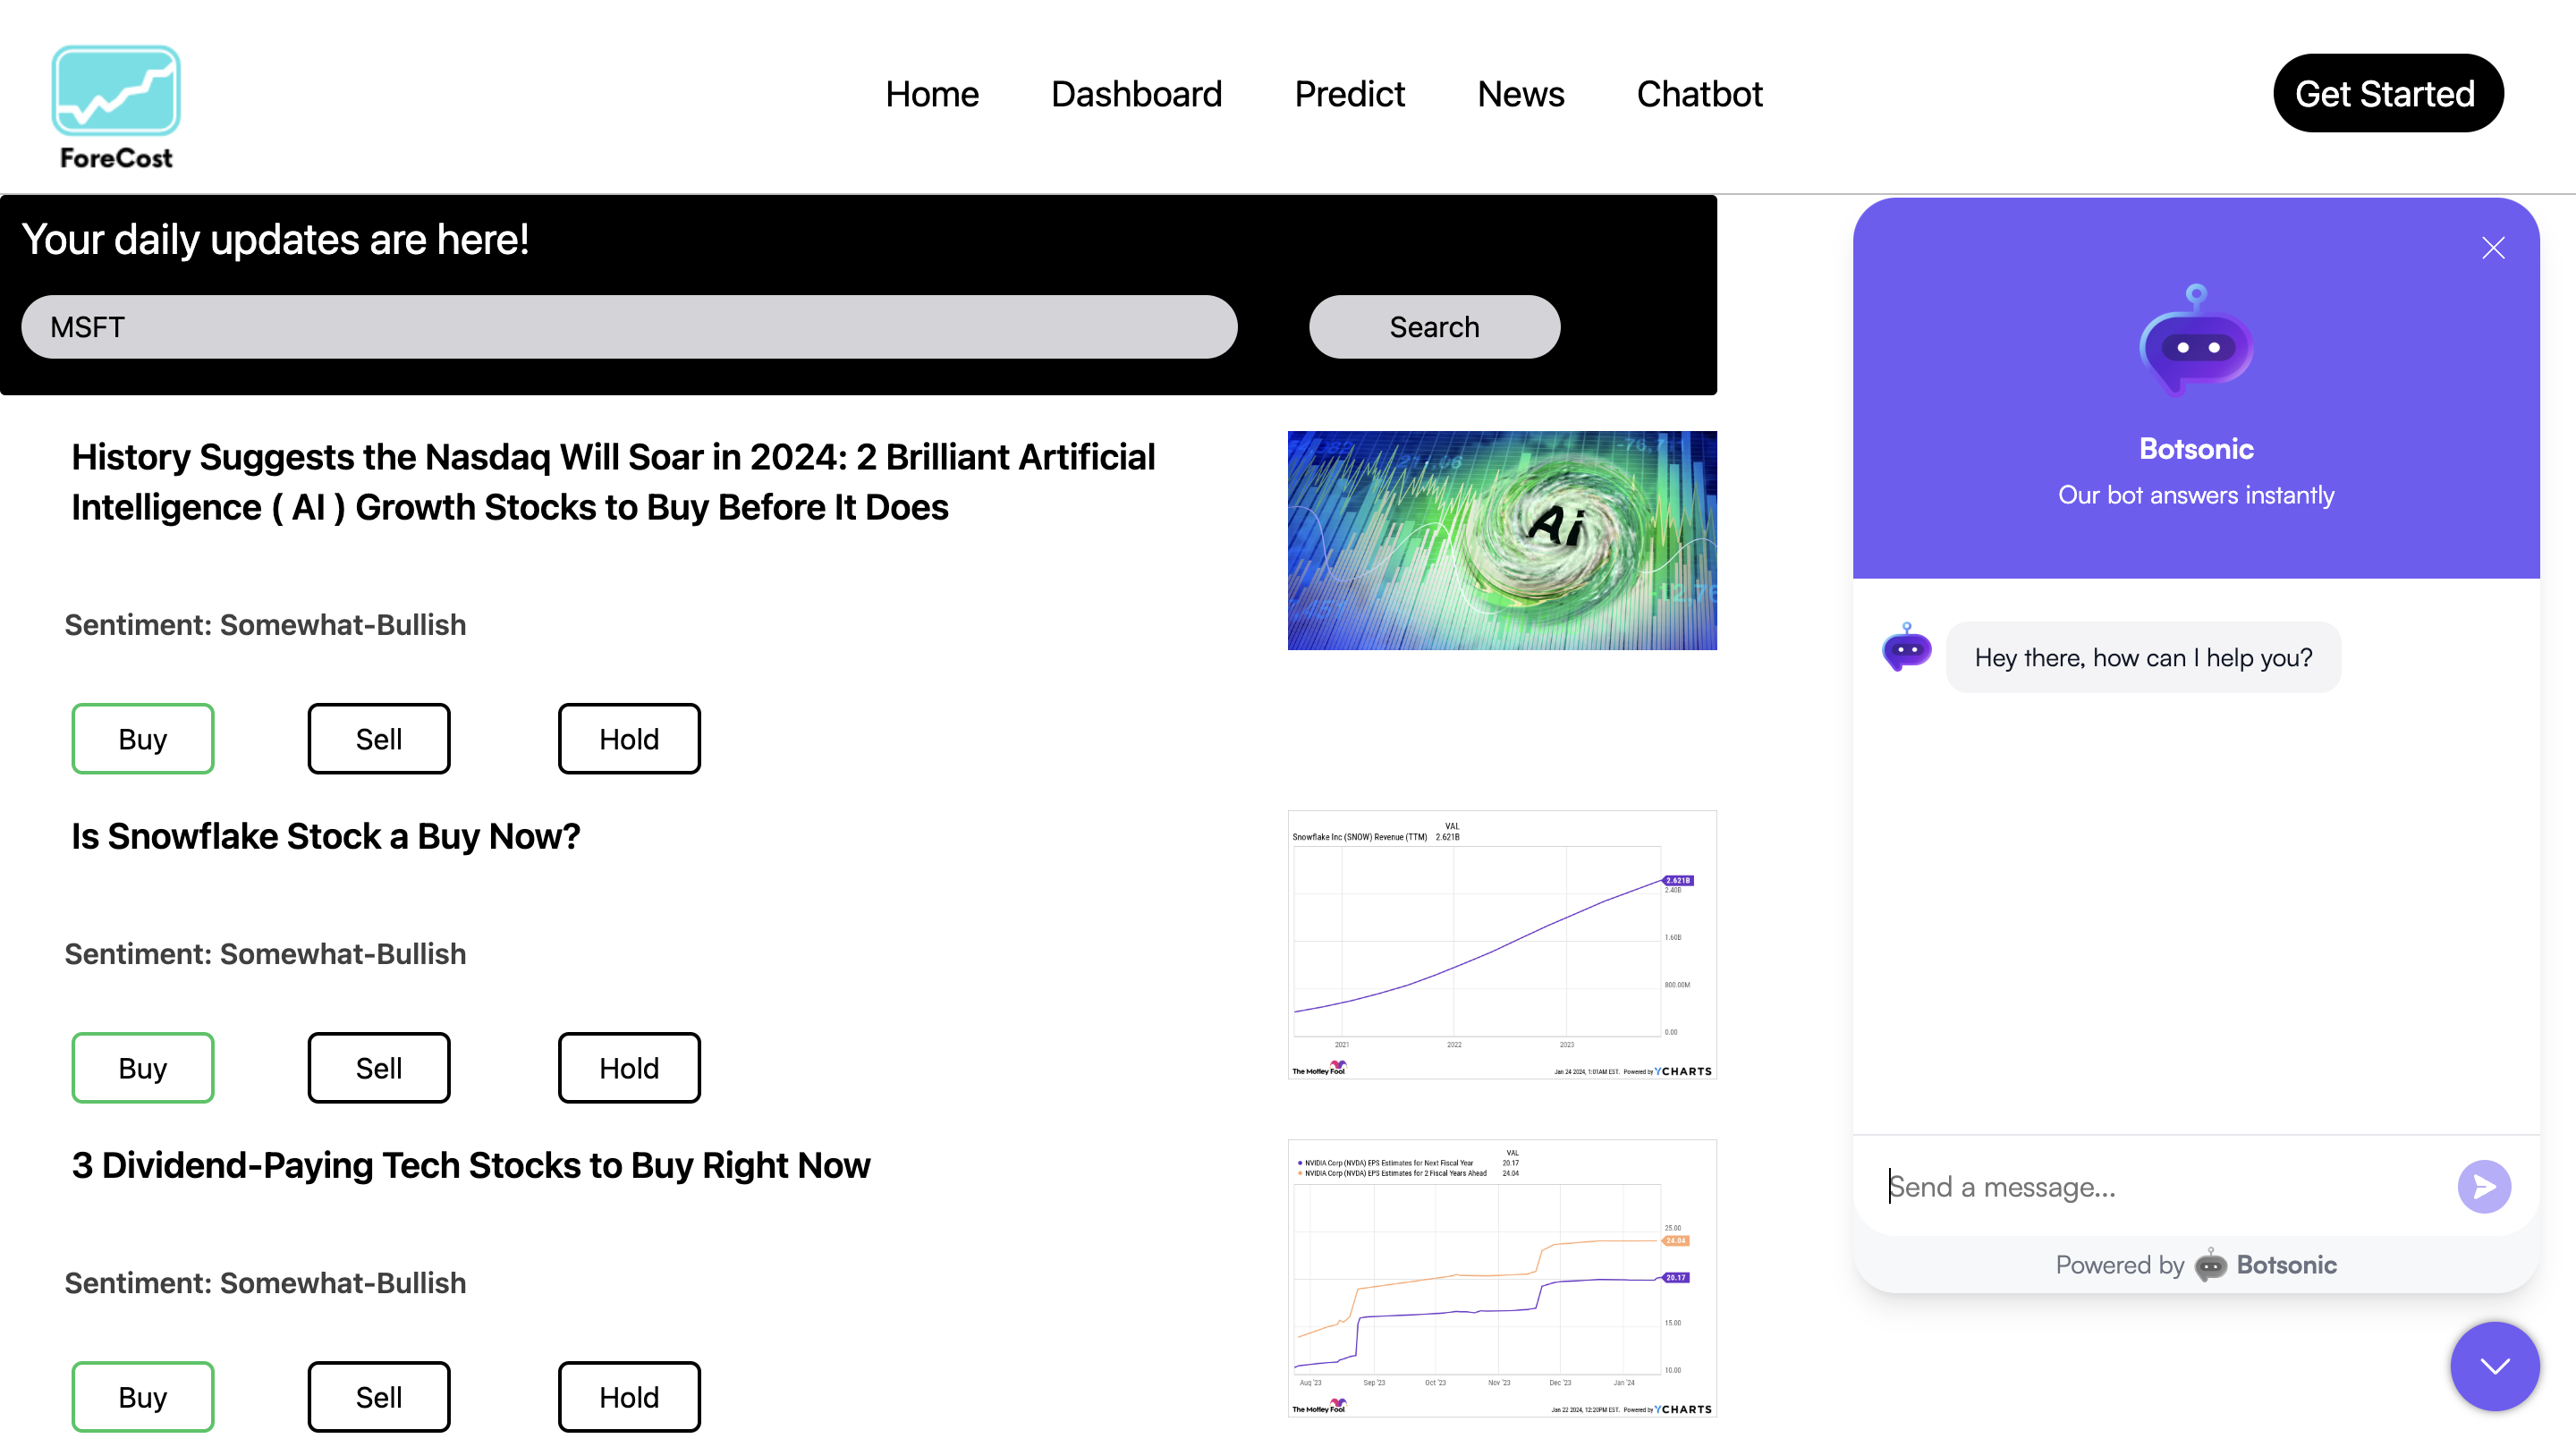 ForeCost
Home Dashboard Predict News Chatbot
Get Started
Your daily updates are here!
MSFT
Search
History Suggests the Nasdaq Will Soar in 2024: 2 Brilliant Artificial
Intelligence ( AI ) Growth Stocks to Buy Before It Does
Ai
Sentiment: Somewhat-Bullish
Buy Sell Hold
Is Snowflake Stock a Buy Now?
Sentiment: Somewhat-Bullish
Buy Sell Hold
VAL
Snowflake Inc (SNOW) Revenue (TTM) 2.621B
2.621B
2.40B
1.60B
800.00M
0.00
2021 2022 2023
The Motley Fool
Jan 24 2024, 1:01AM EST. Powered by YCHARTS
3 Dividend-Paying Tech Stocks to Buy Right Now
Sentiment: Somewhat-Bullish
Buy Sell Hold
VAL
NVIDIA Corp (NVDA) EPS Estimates for Next Fiscal Year 20.17
NVIDIA Corp (NVDA) EPS Estimates for 2 Fiscal Years Ahead 24.04
25.00
24.04
20.17
15.00
10.00
Aug '23 Sep '23 Oct '23 Nov '23 Dec '23 Jan '24
The Motley Fool
Jan 22 2024, 12:20PM EST. Powered by YCHARTS
Botsonic
Our bot answers instantly
Hey there, how can I help you?
Send a message...
Powered by Botsonic